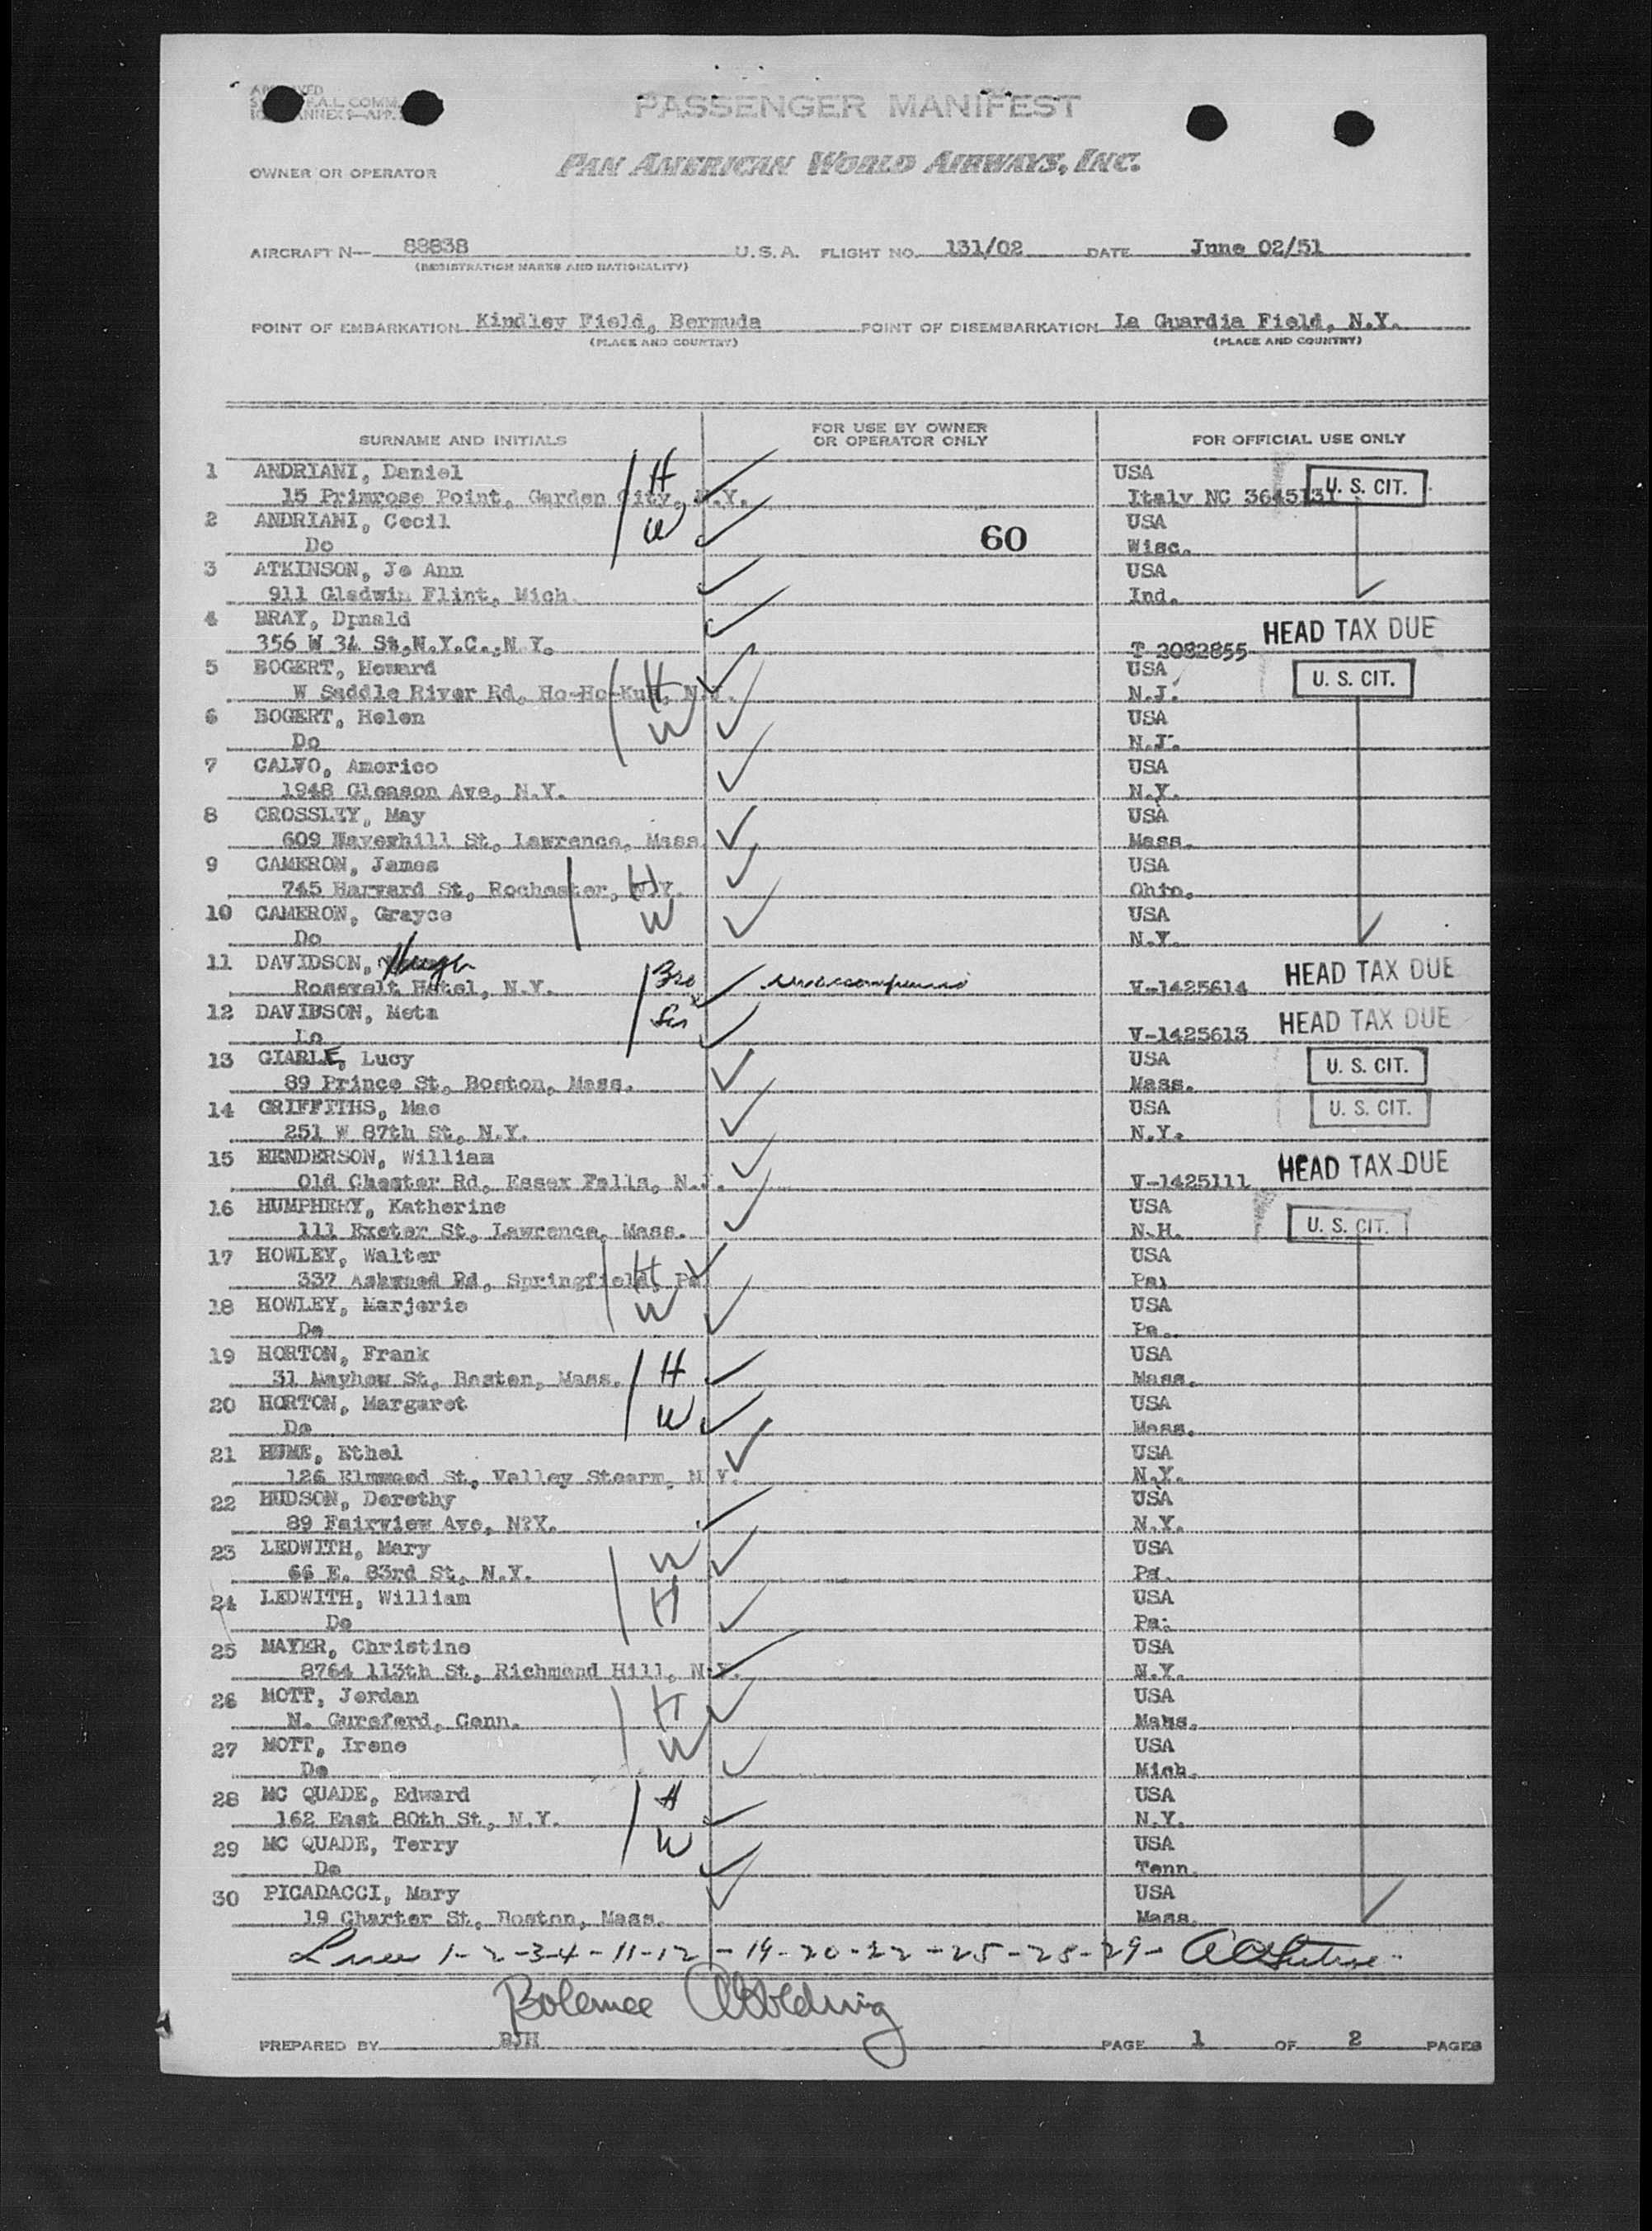 PASSENGER MANIFEST
OWNER OR OPERATOR PAN AMERICAN WORLD AIRWAYS, INC.
AIRCRAFT N— 88838 U.S.A. FLIGHT NO. 131/02 DATE June 02/51
(REGISTRATION MARKS AND NATIONALITY)
POINT OF EMBARKATION Kindley Field, Bermuda POINT OF DISEMBARKATION La Guardia Field, N.Y.
(PLACE AND COUNTRY) (PLACE AND COUNTRY)
SURNAME AND INITIALS FOR USE BY OWNER OR OPERATOR ONLY FOR OFFICIAL USE ONLY
1 ANDRIANI, Daniel H USA
15 Primrose Point, Garden City, N.Y. Italy NC U. S. CIT.
2 ANDRIANI, Cecil W USA
Do 60 Wisc.
3 ATKINSON, Jo Ann USA
911 Gladwin Flint, Mich. Ind.
4 BRAY, Dpnald HEAD TAX DUE
356 W 34 St,N.Y.C.,N.Y. T 2082855
5 BOGERT, Howard H USA U. S. CIT.
W Saddle River Rd, Ho-Ho-Kus, N.J. N.J.
6 BOGERT, Helen W USA
Do N.J.
7 CALVO, Americo USA
1948 Gleason Ave, N.Y. N.Y.
8 CROSSLEY, May USA
609 Haverhill St, Lawrence, Mass. Mass.
9 CAMERON, James H USA
745 Harvard St, Rochester, N.Y. Ohio.
10 CAMERON, Grayce W USA
Do N.Y.
11 DAVIDSON, Hugh Bro HEAD TAX DUE
Rosevalt Hotel, N.Y. V-1425614
12 DAVIDSON, Meta Sis HEAD TAX DUE
Do V-1425613
13 GIARLE, Lucy USA U. S. CIT.
89 Prince St, Boston, Mass. Mass.
14 GRIFFITHS, Mae USA U. S. CIT.
251 W 87th St, N.Y. N.Y.
15 HENDERSON, William HEAD TAX DUE
Old Chester Rd, Essex Fells, N.J. V-1425111
16 HUMPHERY, Katherine USA U. S. CIT.
111 Exeter St, Lawrence, Mass. N.H.
17 HOWLEY, Walter H USA
337 Ashwood Rd, Springfield, Pa Pa.
18 HOWLEY, Marjorie W USA
Do Pa.
19 HORTON, Frank H USA
31 Mayhew St, Boston, Mass. Mass.
20 HORTON, Margaret W USA
Do Mass.
21 HUME, Ethel USA
126 Elmwood St, Valley Stearm, N.Y. N.Y.
22 HUDSON, Dorothy USA
89 Fairview Ave, N?Y. N.Y.
23 LEDWITH, Mary W USA
66 E. 83rd St, N.Y. Pa.
24 LEDWITH, William H USA
Do Pa.
25 MAYER, Christine USA
8764 113th St, Richmond Hill, N.Y. N.Y.
26 MOTT, Jordan H USA
N. Gurnferd, Conn.
27 MOTT, Irene W USA
Do Mich.
28 MC QUADE, Edward H USA
162 East 80th St, N.Y. N.Y.
29 MC QUADE, Terry W USA
Do Tenn.
30 PICADACCI, Mary USA
19 Charter St, Boston, Mass. Mass.
Lines 1-2-3-4-11-12-19-20-22-25-28-29-
PREPARED BY BJH PAGE 1 OF 2 PAGES